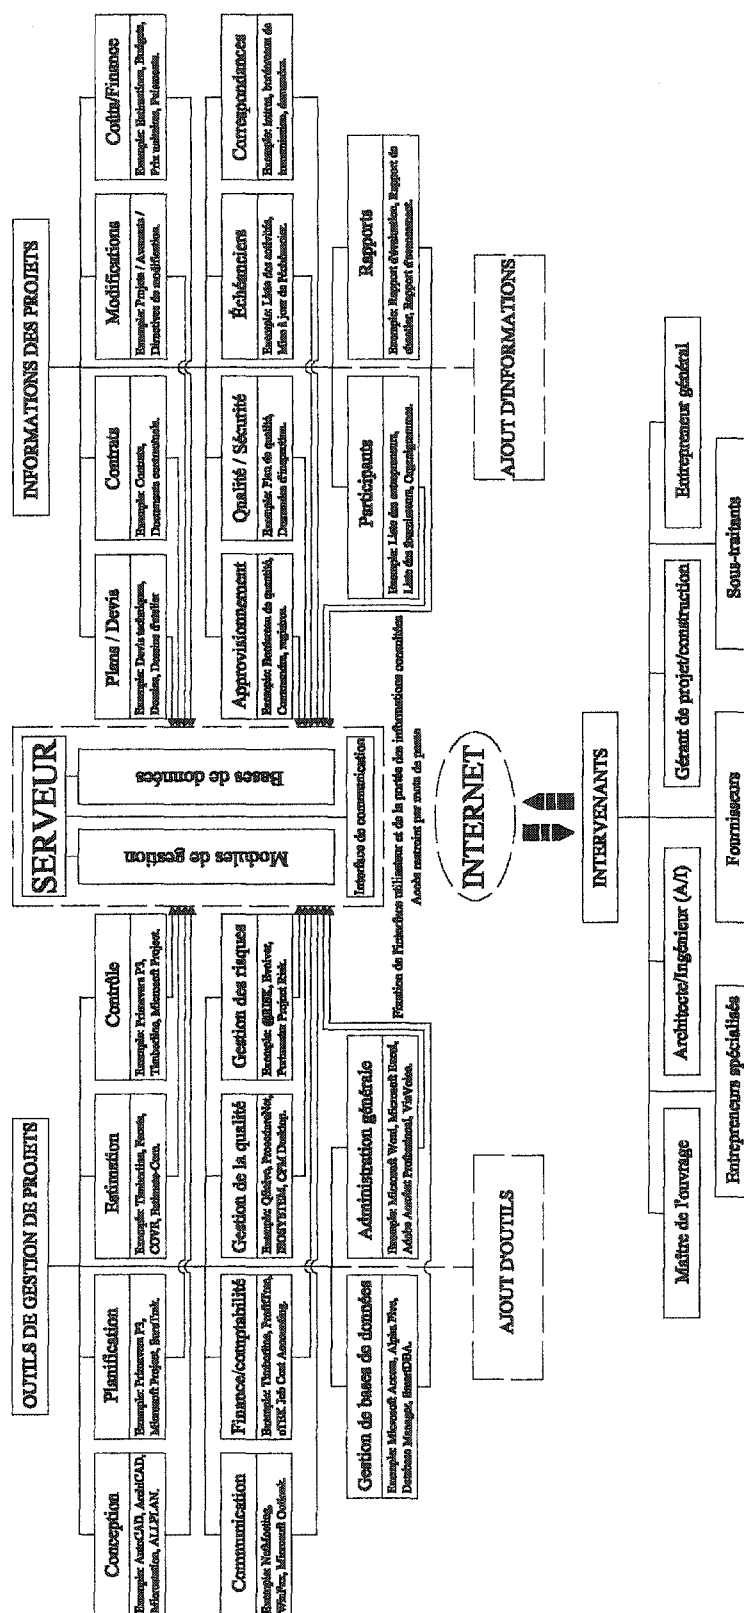 OUTILS DE GESTION DE PROJETS
Conception
Exemple: AutoCAD, ArchiCAD,
Microstation, ALLPLAN.
Planification
Exemple: Primavera P3,
Microsoft Project, SureTrak.
Estimation
Exemple: Timberline,
Contrôle
Exemple: Primavera P3,
Timberline, Microsoft Project.
Communication
Exemple: NetMeeting,
WinFax, Microsoft Outlook.
Finance/comptabilité
Exemple: Timberline,
Job Cost Accounting.
Gestion de la qualité
Exemple:
Gestion des risques
Exemple: @RISK, Evolver,
Pertmaster Project Risk.
Gestion de bases de données
Exemple: Microsoft Access, Alpha Five,
Database Manager, SmartDBA.
Administration générale
Exemple: Microsoft Word, Microsoft Excel,
Adobe Acrobat Professional, ViaVoice.
AJOUT D'OUTILS
SERVEUR
Modules de gestion
Bases de données
Interface de communication
Fixation de l'interface utilisateur et de la portée des informations consultées
Accès restraint par mots de passe
INTERNET
INFORMATIONS DES PROJETS
Plans / Devis
Exemple: Devis techniques,
Dessins, Dessins d'atelier
Contrats
Exemple: Contrats,
Documents contractuels.
Modifications
Exemple: Projets / Avenants /
Directives de modification.
Coûts/Finance
Exemple: Estimations, Budgets,
Prix unitaires, Paiements.
Approvisionnement
Exemple: Bordereau de quantité,
Commandes, registres.
Qualité / Sécurité
Exemple: Plan de qualité,
Demandes d'inspection.
Échéanciers
Exemple: Liste des activités,
Mise à jour de l'échéancier.
Correspondances
Exemple: lettres, bordereaux de
transmission, demandes.
Participants
Exemple: Liste des entrepreneurs,
Liste des fournisseurs, Organigrammes.
Rapports
Exemple: Rapport d'évaluation, Rapport de
chantier, Rapport d'avancement.
AJOUT D'INFORMATIONS
INTERVENANTS
Maître de l'ouvrage
Architecte/Ingénieur (A/I)
Gérant de projet/construction
Entrepreneur général
Entrepreneurs spécialisés
Fournisseurs
Sous-traitants